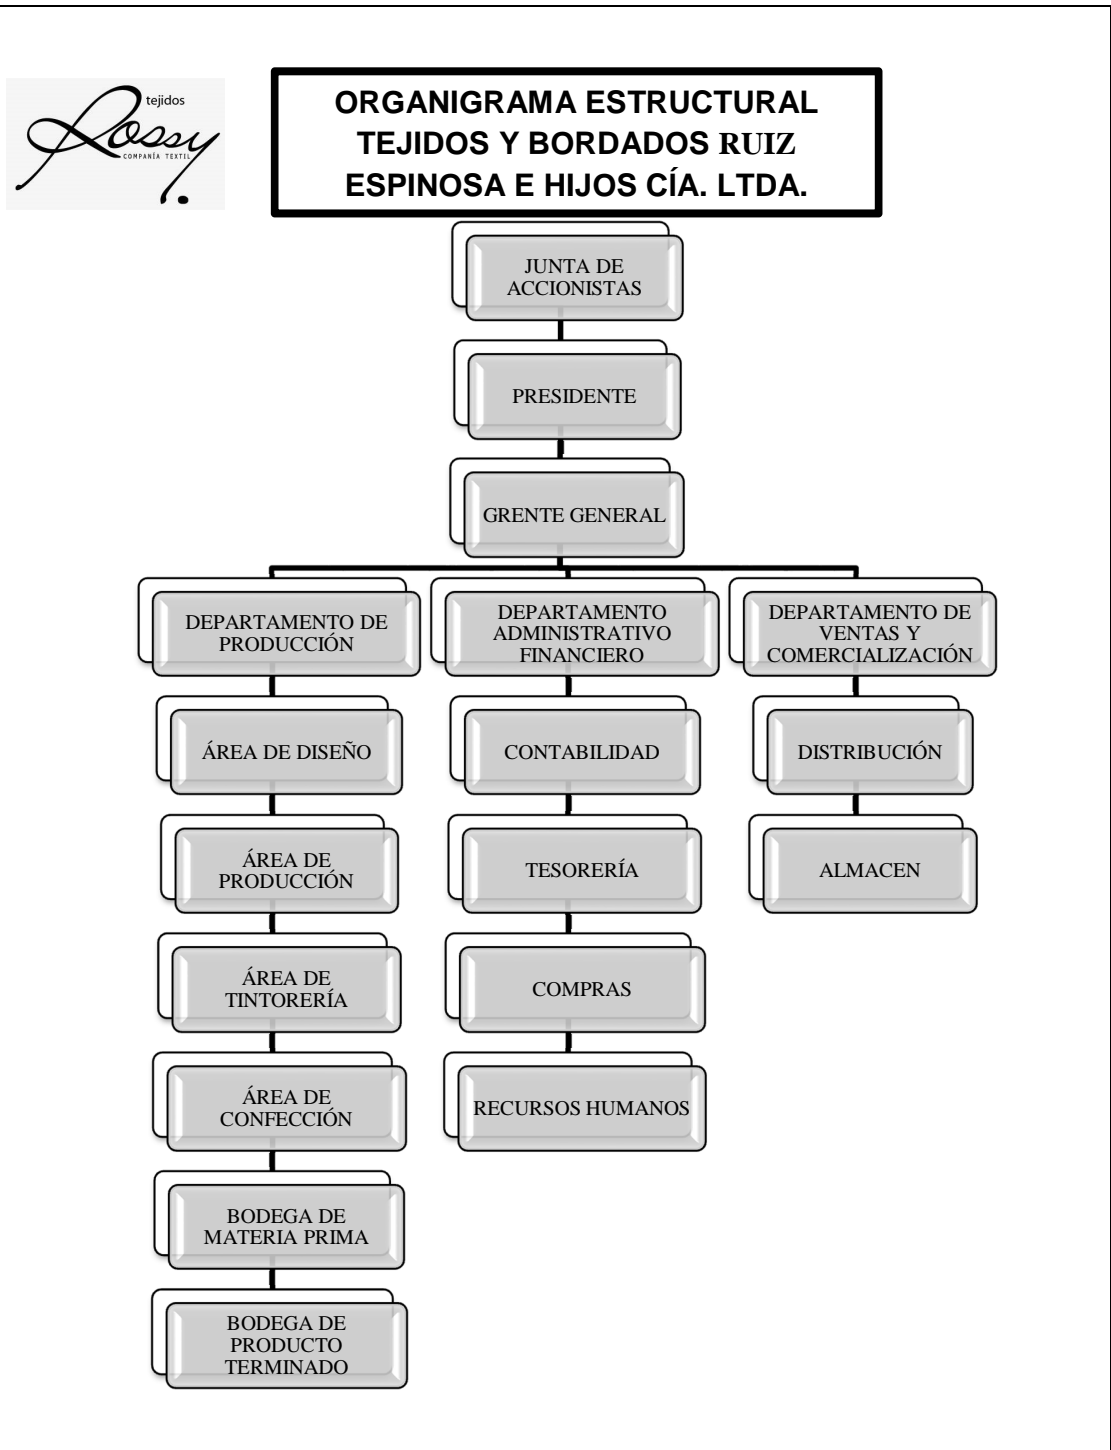 tejidos
Rossy
COMPANÍA TEXTIL
ORGANIGRAMA ESTRUCTURAL
TEJIDOS Y BORDADOS RUIZ
ESPINOSA E HIJOS CÍA. LTDA.
JUNTA DE
ACCIONISTAS
PRESIDENTE
GRENTE GENERAL
DEPARTAMENTO DE
PRODUCCIÓN
ÁREA DE DISEÑO
ÁREA DE
PRODUCCIÓN
ÁREA DE
TINTORERÍA
ÁREA DE
CONFECCIÓN
BODEGA DE
MATERIA PRIMA
BODEGA DE
PRODUCTO
TERMINADO
DEPARTAMENTO
ADMINISTRATIVO
FINANCIERO
CONTABILIDAD
TESORERÍA
COMPRAS
RECURSOS HUMANOS
DEPARTAMENTO DE
VENTAS Y
COMERCIALIZACIÓN
DISTRIBUCIÓN
ALMACEN